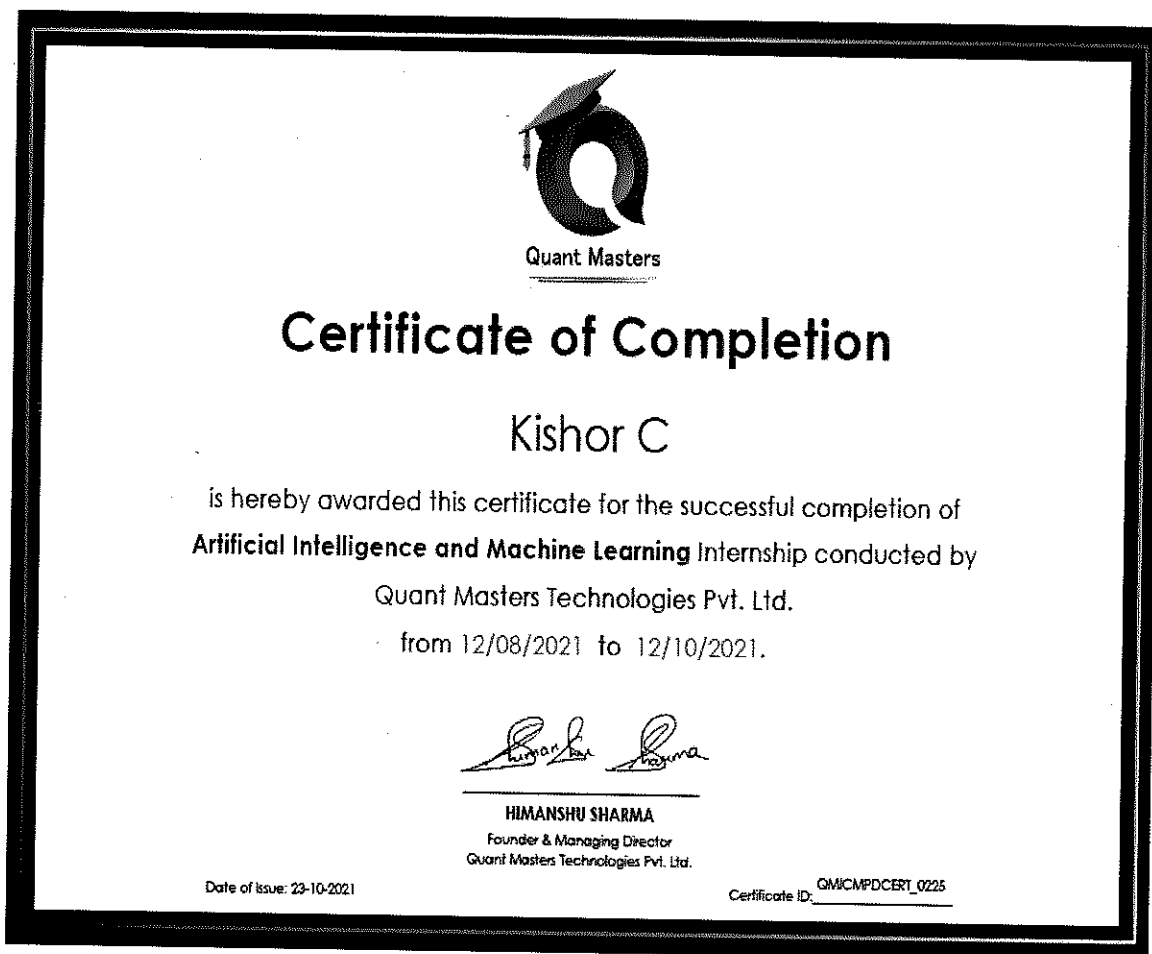 Quant Masters
Certificate of Completion
Kishor C
is hereby awarded this certificate for the successful completion of
Artificial Intelligence and Machine Learning Internship conducted by
Quant Masters Technologies Pvt. Ltd.
from 12/08/2021 to 12/10/2021.
Himanshu Sharma
HIMANSHU SHARMA
Founder & Managing Director
Quant Masters Technologies Pvt. Ltd.
Date of Issue: 23-10-2021
Certificate ID: QMICMPDCERT_0225